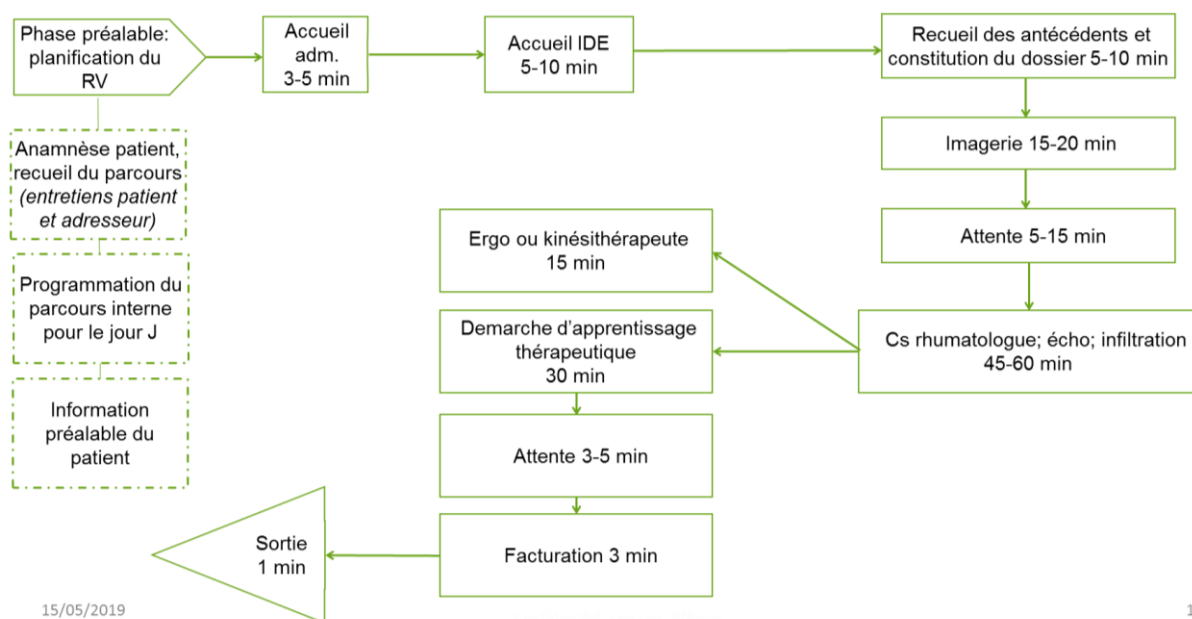 Phase préalable:
planification du
RV
Accueil
adm.
3-5 min
Accueil IDE
5-10 min
Recueil des antécédents et
constitution du dossier 5-10 min
Anamnèse patient,
recueil du parcours
(entretiens patient
et adresseur)
Imagerie 15-20 min
Attente 5-15 min
Ergo ou kinésithérapeute
15 min
Programmation du
parcours interne
pour le jour J
Demarche d'apprentissage
thérapeutique
30 min
Cs rhumatologue; écho; infiltration
45-60 min
Information
préalable du
patient
Attente 3-5 min
Sortie
1 min
Facturation 3 min
15/05/2019
1